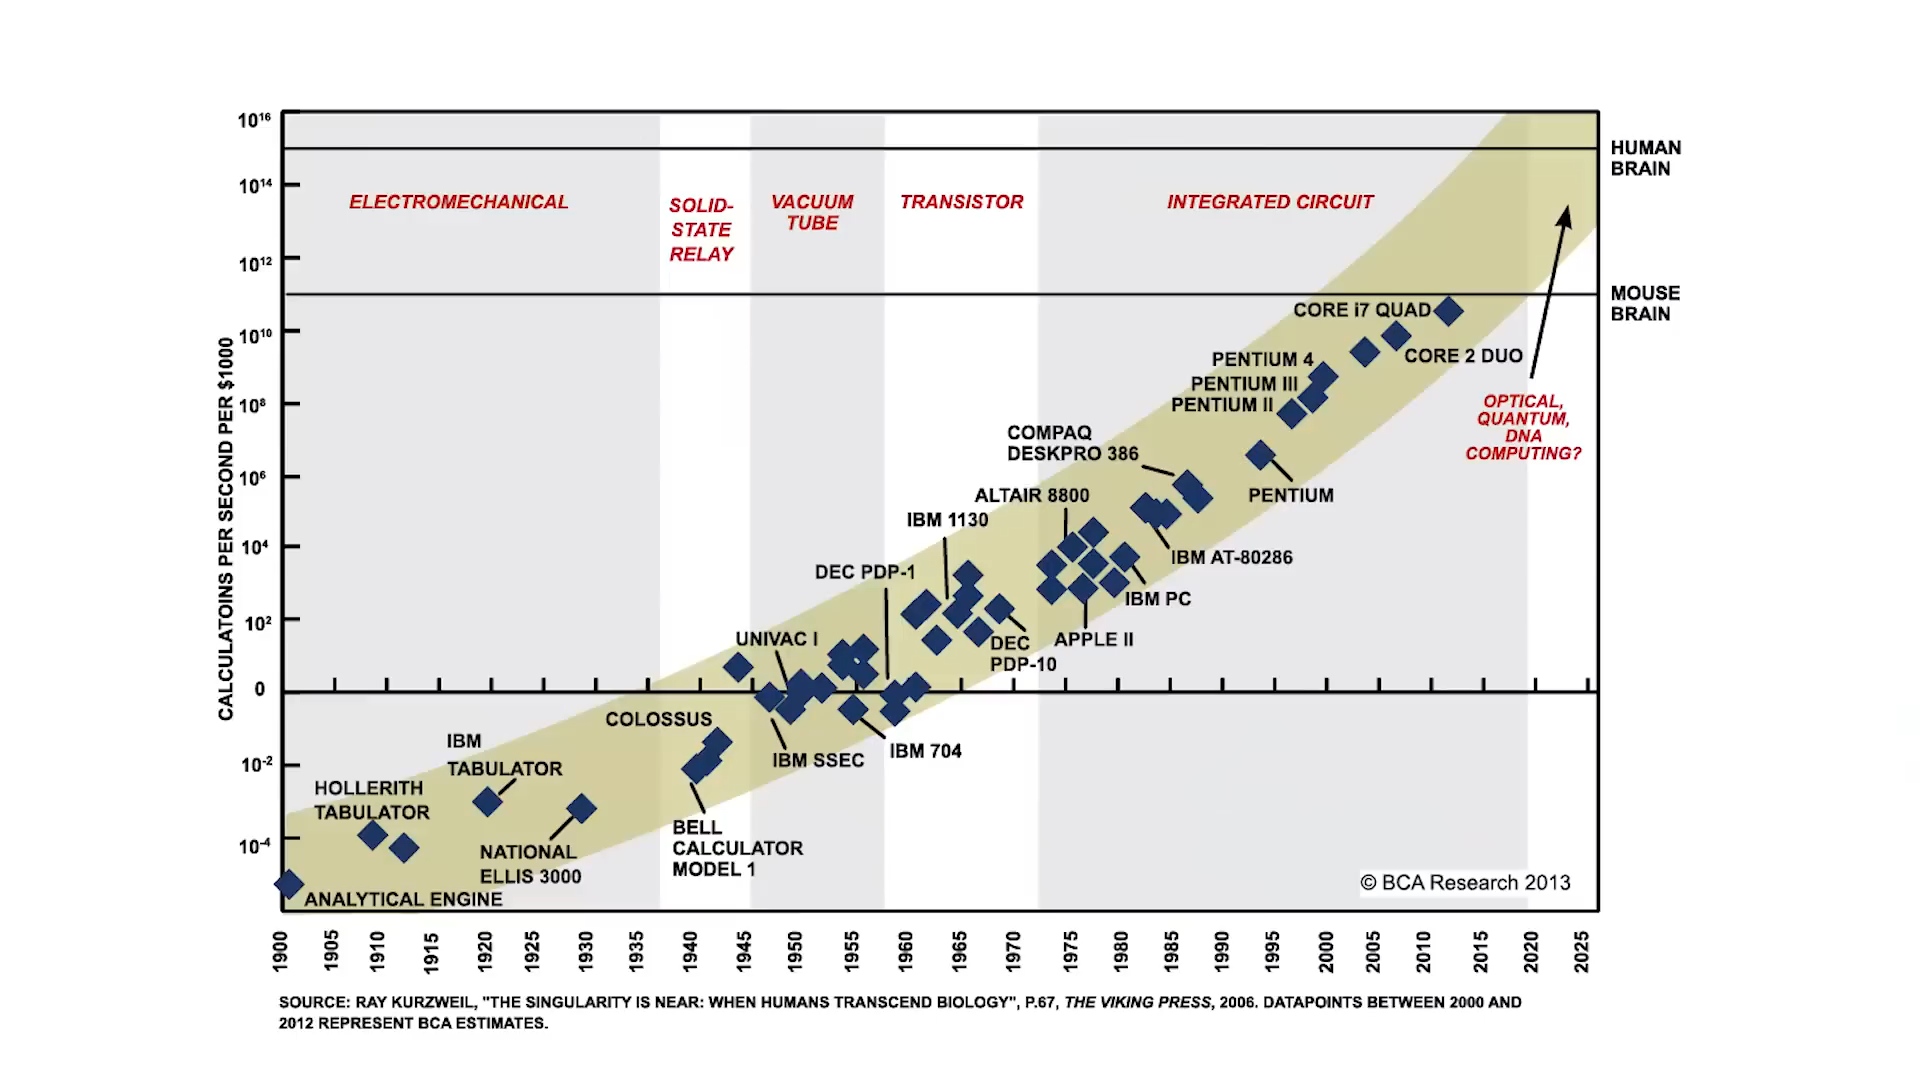 10¹⁶
10¹⁴
10¹²
10¹⁰
10⁸
10⁶
10⁴
10²
0
10⁻²
10⁻⁴
CALCULATOINS PER SECOND PER $1000
HUMAN
BRAIN
MOUSE
BRAIN
ELECTROMECHANICAL
SOLID-
STATE
RELAY
VACUUM
TUBE
TRANSISTOR
INTEGRATED CIRCUIT
CORE i7 QUAD
CORE 2 DUO
PENTIUM 4
PENTIUM III
PENTIUM II
OPTICAL,
QUANTUM,
DNA
COMPUTING?
COMPAQ
DESKPRO 386
PENTIUM
ALTAIR 8800
IBM 1130
IBM AT-80286
DEC PDP-1
IBM PC
UNIVAC I
DEC
PDP-10
APPLE II
COLOSSUS
IBM
TABULATOR
IBM SSEC
IBM 704
HOLLERITH
TABULATOR
NATIONAL
ELLIS 3000
BELL
CALCULATOR
MODEL 1
ANALYTICAL ENGINE
© BCA Research 2013
1900 1905 1910 1915 1920 1925 1930 1935 1940 1945 1950 1955 1960 1965 1970 1975 1980 1985 1990 1995 2000 2005 2010 2015 2020 2025
SOURCE: RAY KURZWEIL, "THE SINGULARITY IS NEAR: WHEN HUMANS TRANSCEND BIOLOGY", P.67, THE VIKING PRESS, 2006. DATAPOINTS BETWEEN 2000 AND
2012 REPRESENT BCA ESTIMATES.